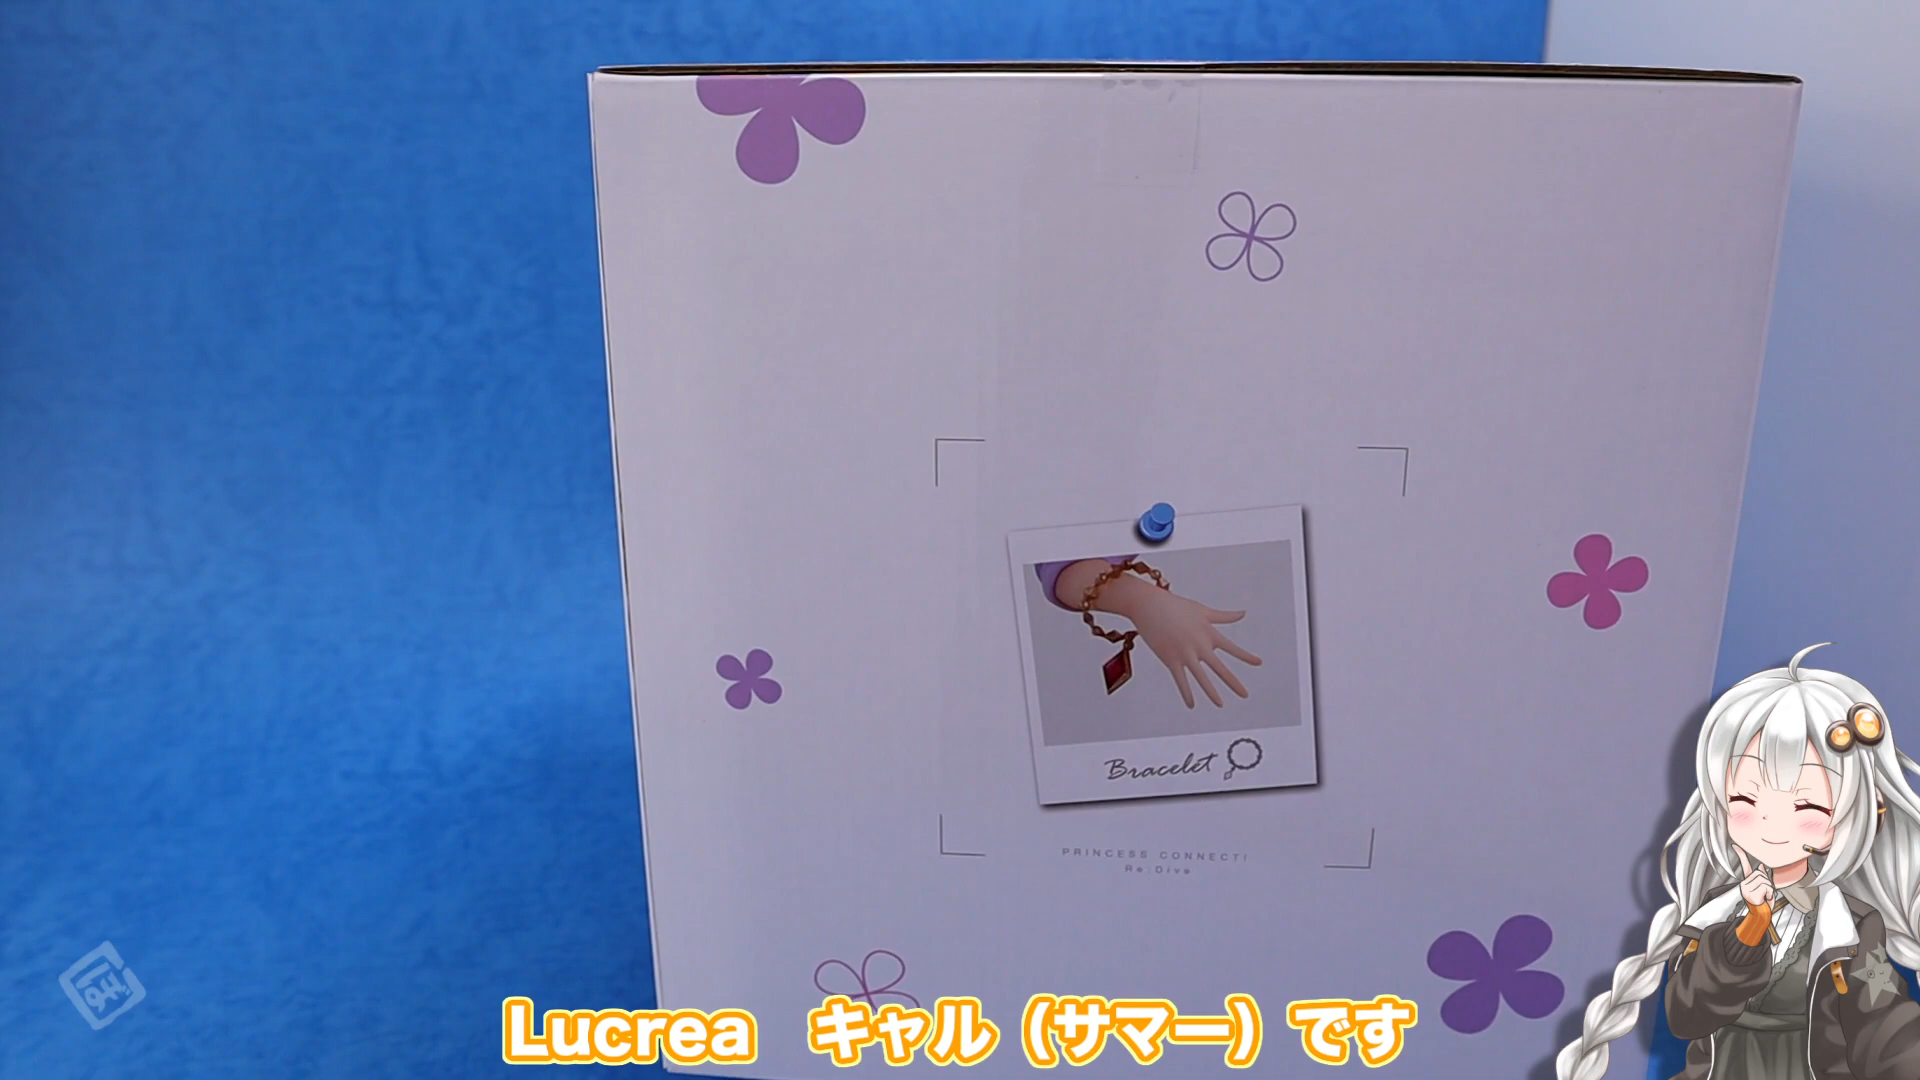 Bracelet
PRINCESS CONNECT!
Re:Dive
Lucrea キャル（サマー）です